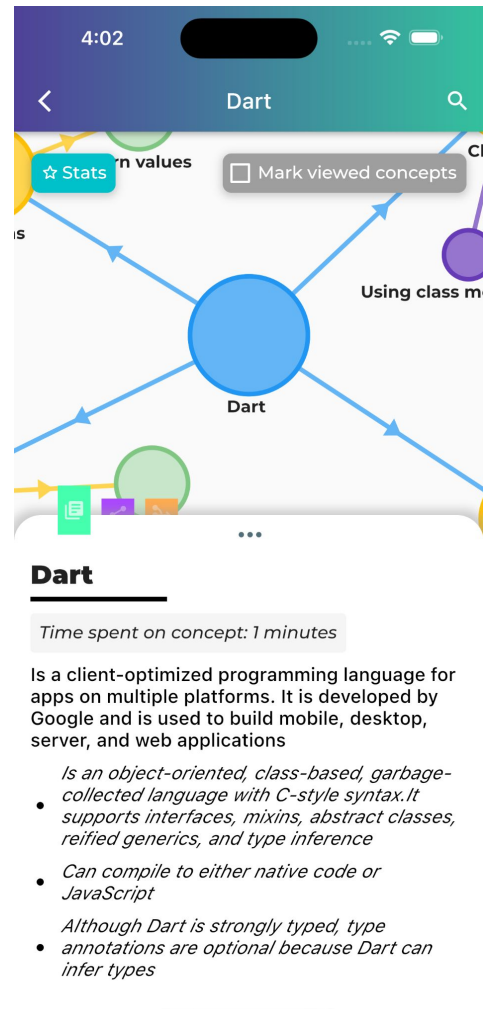 4:02
Dart
rn values
Cl
Stats
Mark viewed concepts
s
Using class m
Dart
Dart
Time spent on concept: 1 minutes
Is a client-optimized programming language for
apps on multiple platforms. It is developed by
Google and is used to build mobile, desktop,
server, and web applications
• Is an object-oriented, class-based, garbage-
collected language with C-style syntax.It
supports interfaces, mixins, abstract classes,
reified generics, and type inference
• Can compile to either native code or
JavaScript
• Although Dart is strongly typed, type
annotations are optional because Dart can
infer types